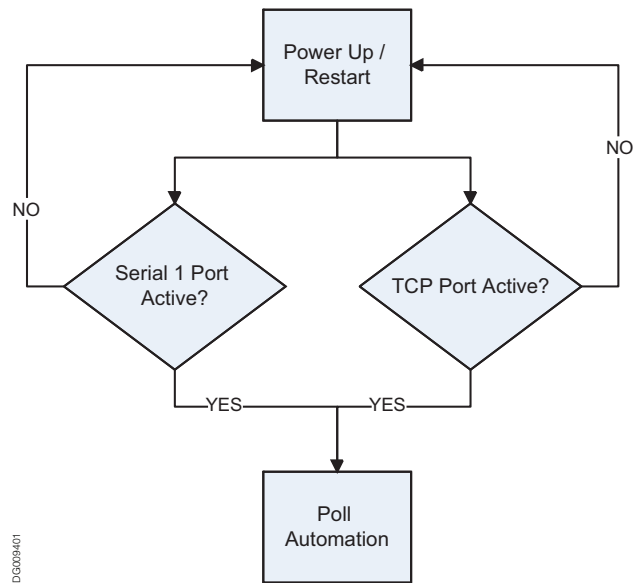 Power Up /
Restart
NO
NO
Serial 1 Port
Active?
TCP Port Active?
YES
YES
Poll
Automation
DG009401